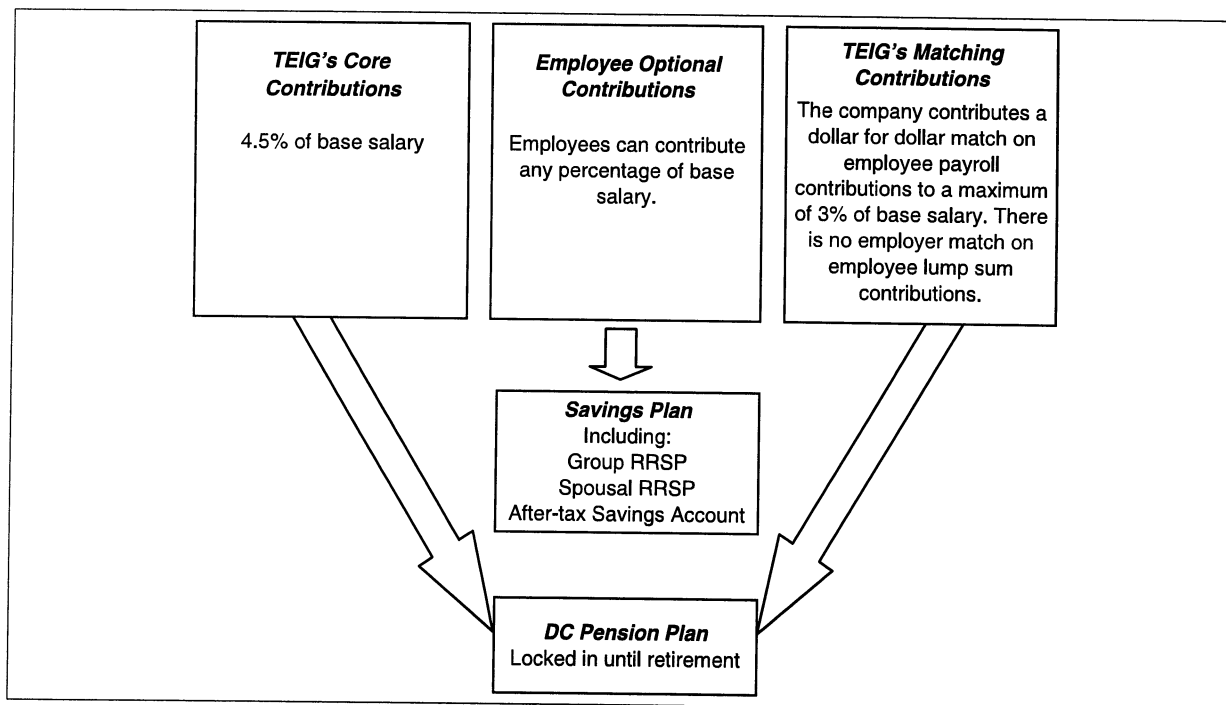 TEIG's Core
Contributions
4.5% of base salary
Employee Optional
Contributions
Employees can contribute
any percentage of base
salary.
TEIG's Matching
Contributions
The company contributes a
dollar for dollar match on
employee payroll
contributions to a maximum
of 3% of base salary. There
is no employer match on
employee lump sum
contributions.
Savings Plan
Including:
Group RRSP
Spousal RRSP
After-tax Savings Account
DC Pension Plan
Locked in until retirement